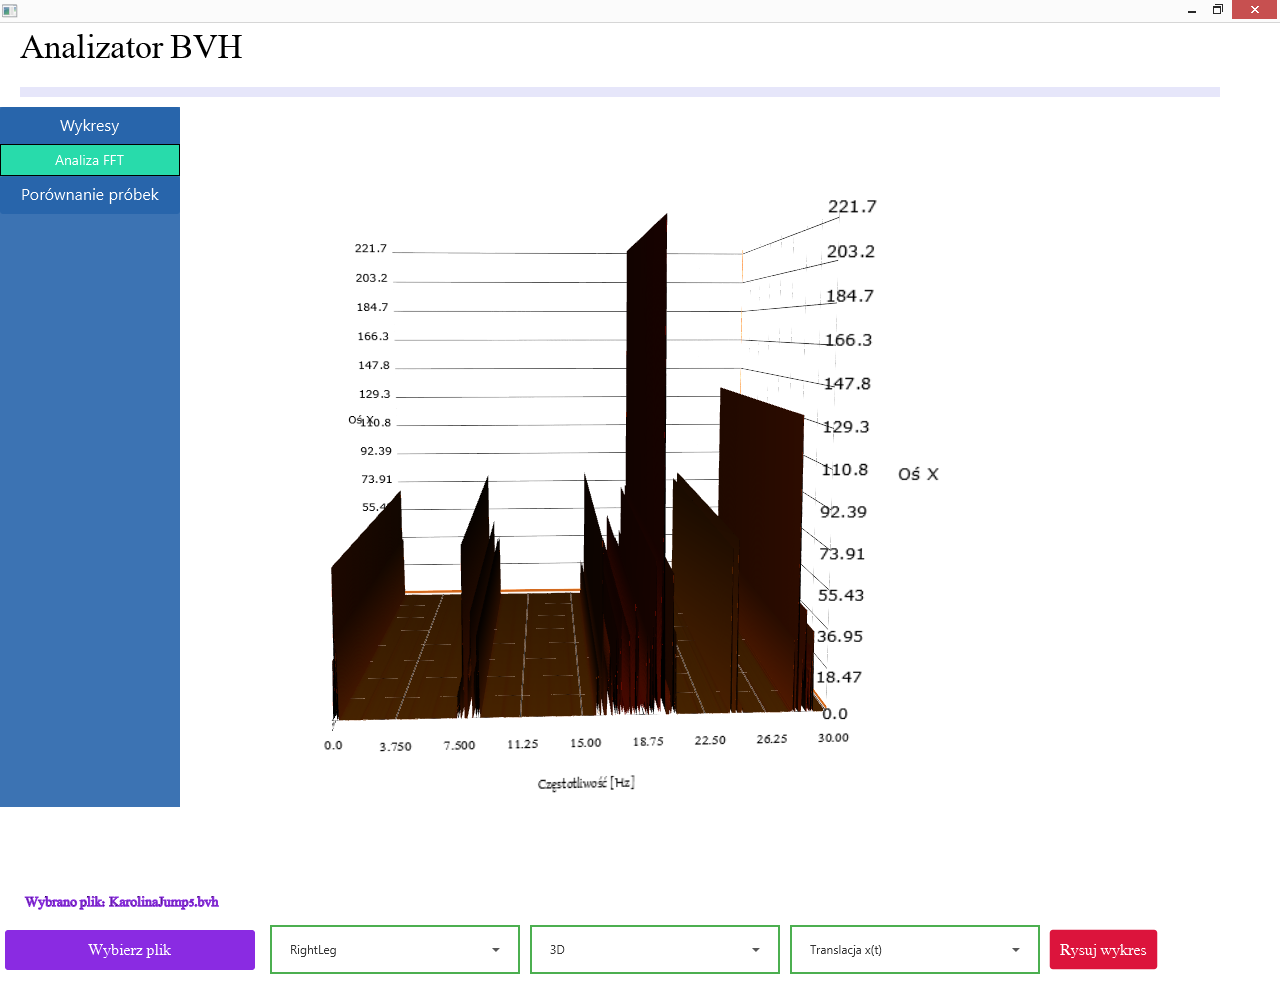 Analizator BVH
Wykresy
Analiza FFT
Porównanie próbek
221.7
203.2
184.7
166.3
147.8
129.3
110.8
92.39
73.91
Oś X
221.7
203.2
184.7
166.3
147.8
129.3
110.8
92.39
73.91
55.43
36.95
18.47
0.0
Oś X
0.0 3.750 7.500 11.25 15.00 18.75 22.50 26.25 30.00
Częstotliwość [Hz]
Wybrano plik: KarolinaJump5.bvh
Wybierz plik RightLeg 3D Translacja x(t) Rysuj wykres